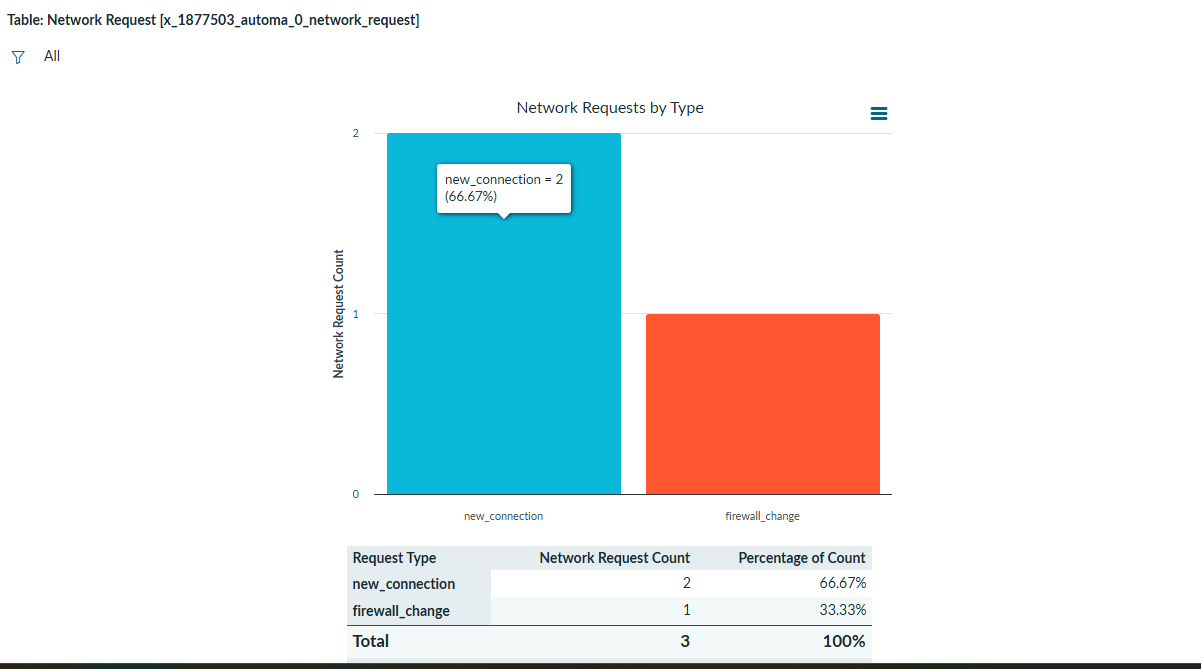 Table: Network Request [x_1877503_automa_0_network_request]
All
Network Requests by Type
2
new_connection = 2
(66.67%)
Network Request Count
1
0
new_connection firewall_change
Request Type Network Request Count Percentage of Count
new_connection 2 66.67%
firewall_change 1 33.33%
Total 3 100%